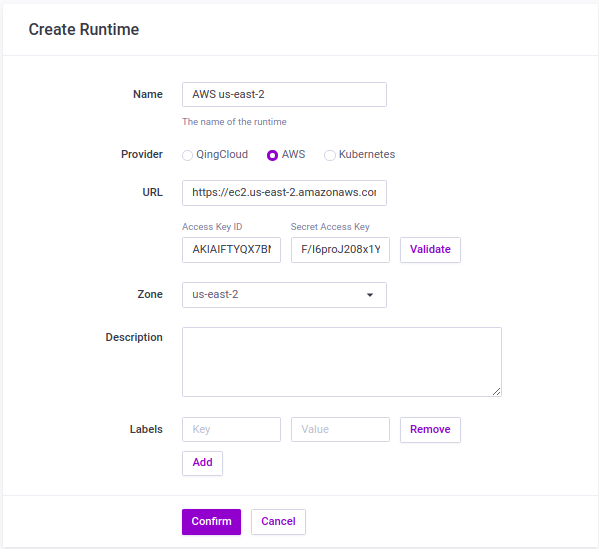 Create Runtime
Name
AWS us-east-2
The name of the runtime
Provider QingCloud AWS Kubernetes
URL https://ec2.us-east-2.amazonaws.co
Access Key ID Secret Access Key
AKIAIFTYQX7B F/I6proJ208x1Y Validate
Zone us-east-2
Description
Labels Key Value Remove
Add
Confirm Cancel